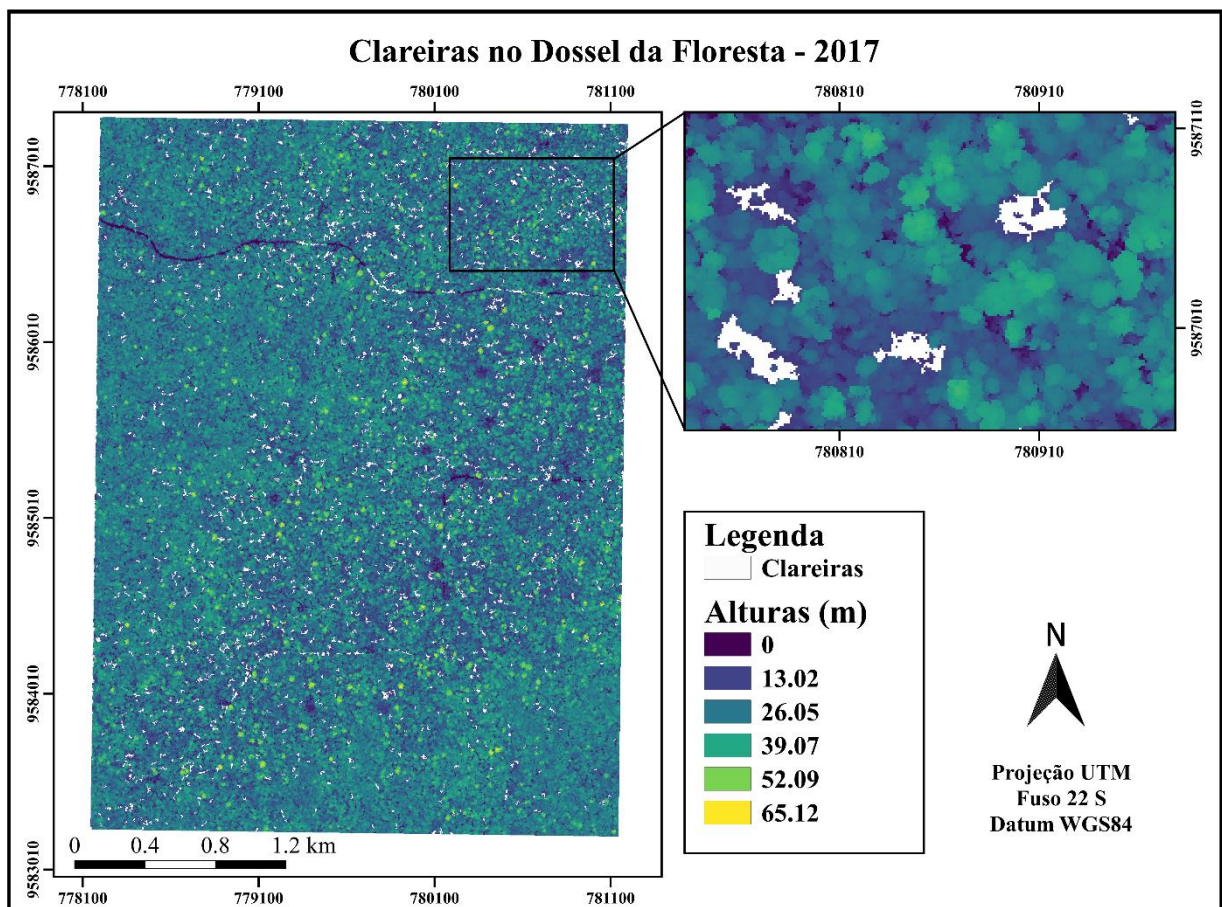 Clareiras no Dossel da Floresta - 2017
778100 779100 780100 781100
780810 780910
9587010
9586010
9585010
9584010
9583010
9587110
9587010
780810 780910
Legenda
Clareiras
Alturas (m)
0
13.02
26.05
39.07
52.09
65.12
N
Projeção UTM
Fuso 22 S
Datum WGS84
0 0.4 0.8 1.2 km
778100 779100 780100 781100